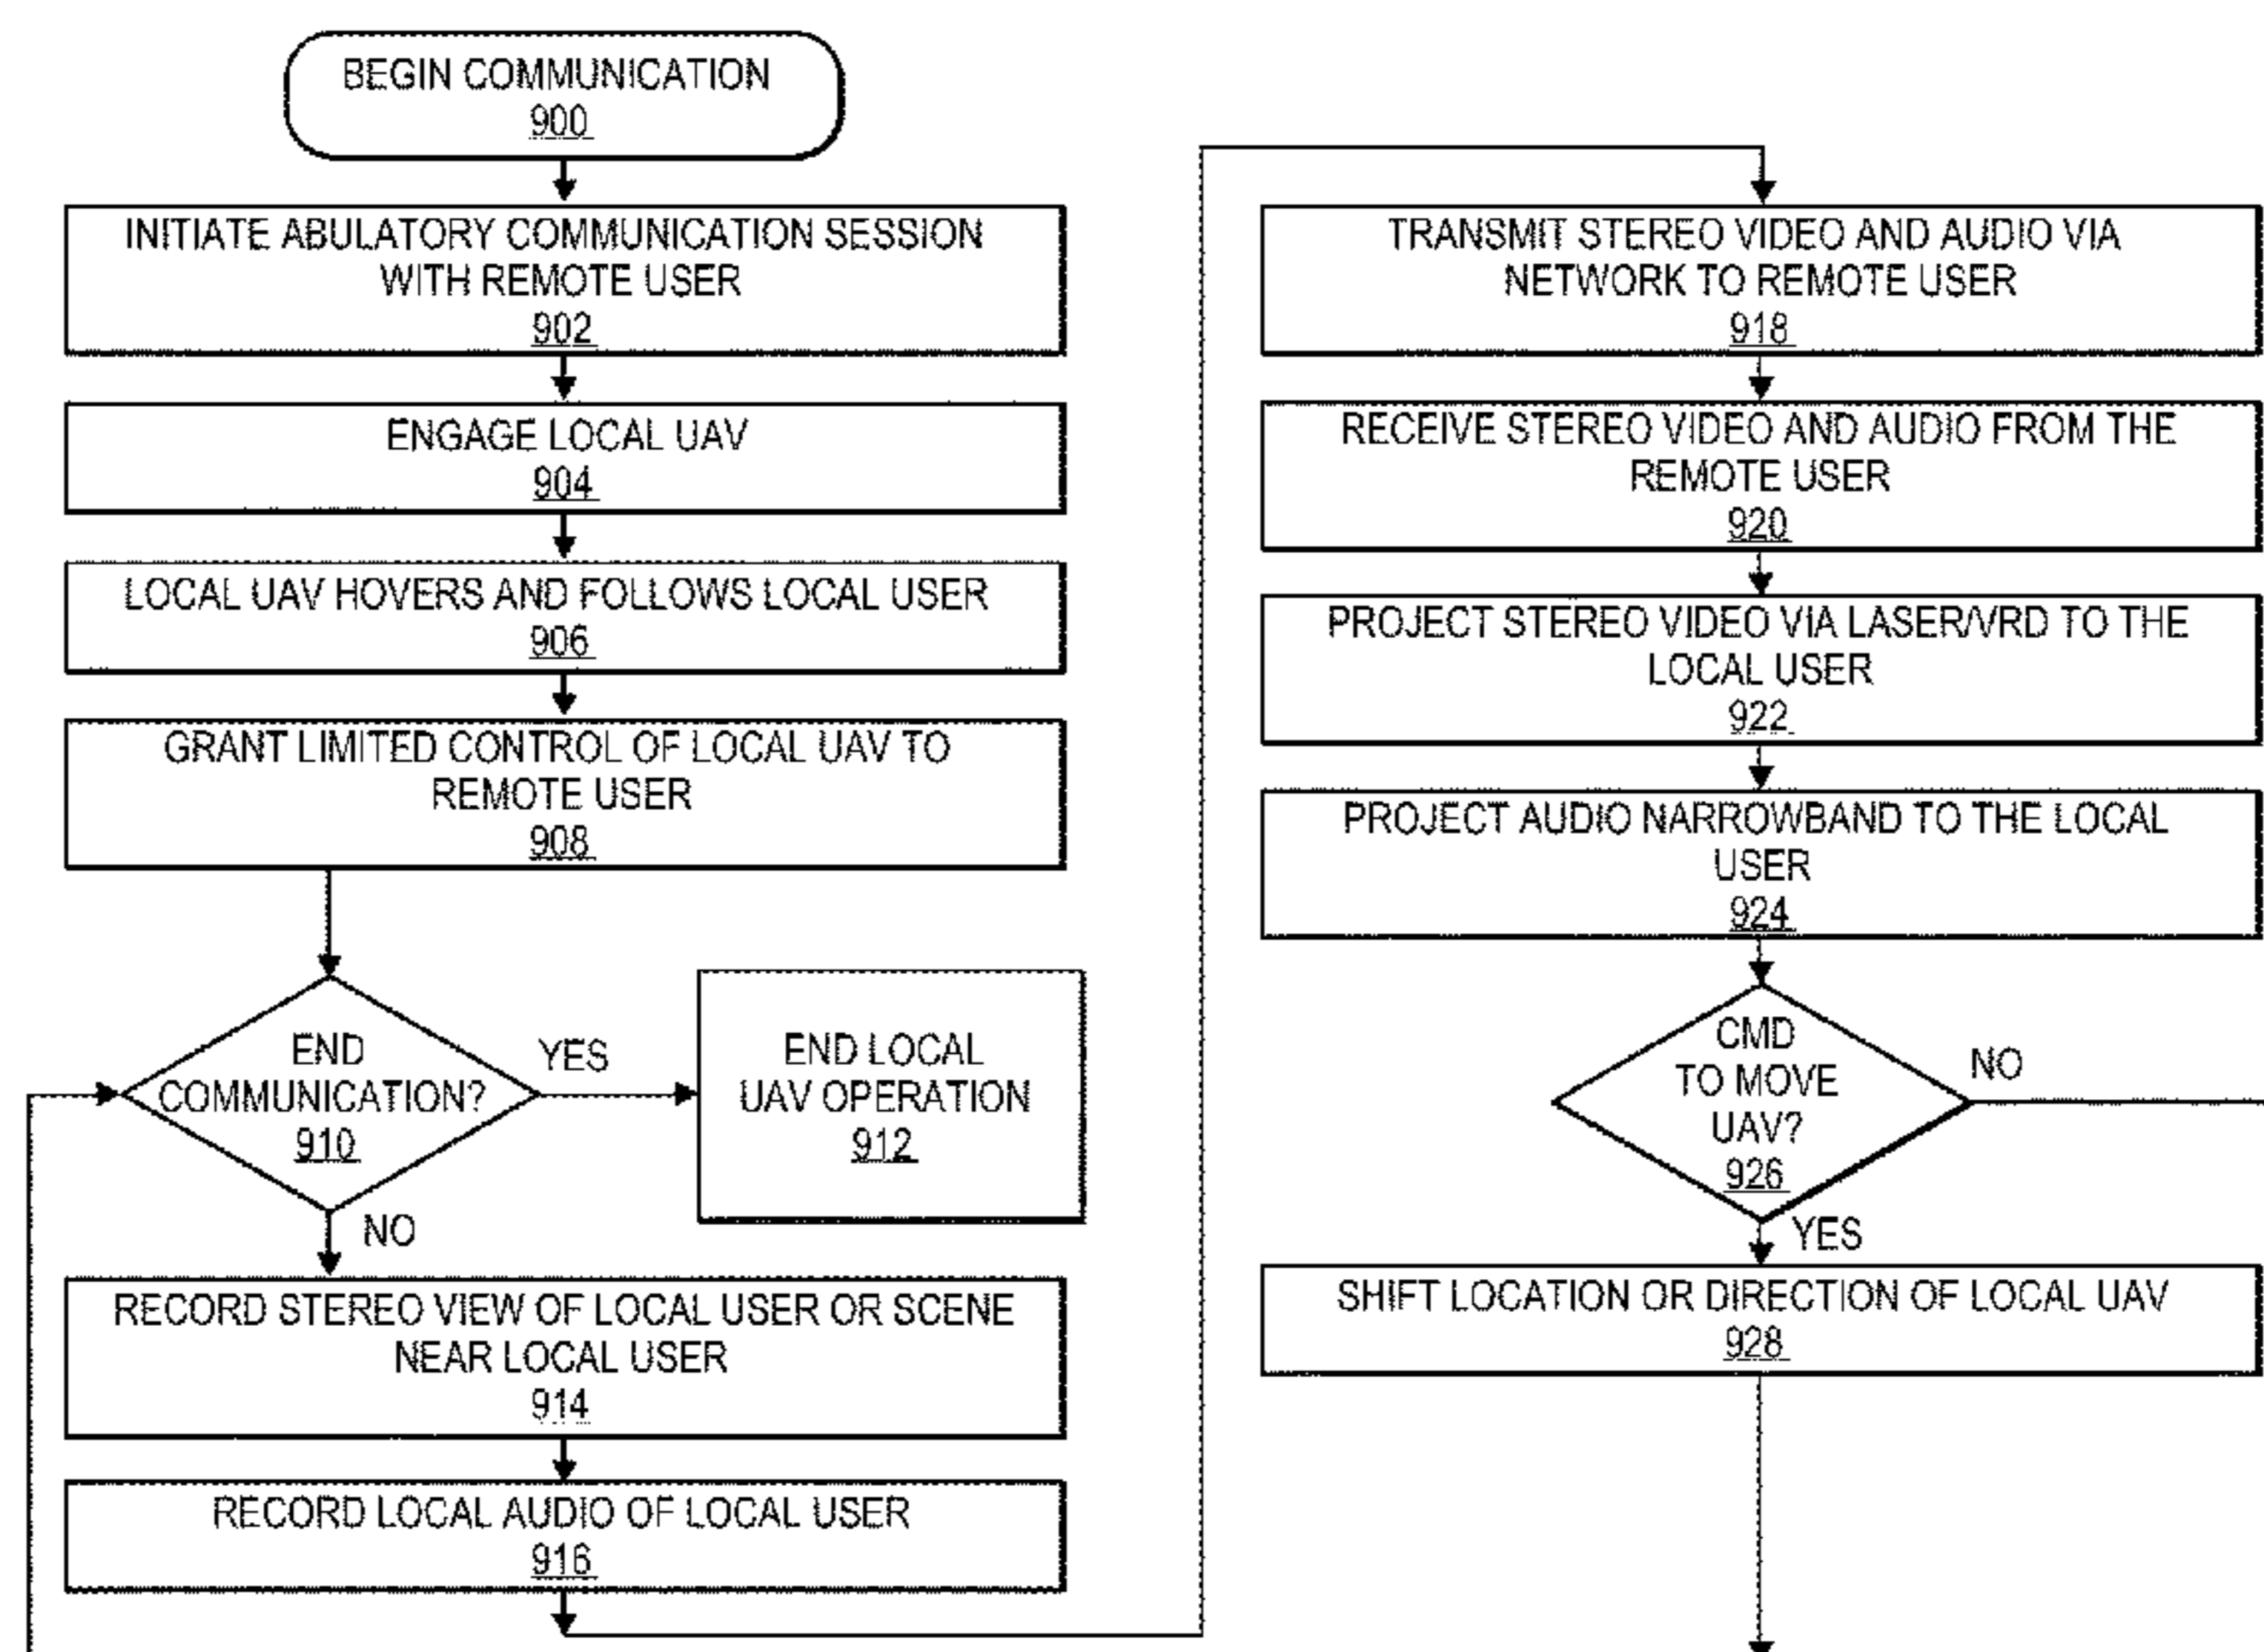 BEGIN COMMUNICATION
900
INITIATE ABULATORY COMMUNICATION SESSION
WITH REMOTE USER
902
ENGAGE LOCAL UAV
904
LOCAL UAV HOVERS AND FOLLOWS LOCAL USER
906
GRANT LIMITED CONTROL OF LOCAL UAV TO
REMOTE USER
908
END
COMMUNICATION?
910
YES
END LOCAL
UAV OPERATION
912
NO
RECORD STEREO VIEW OF LOCAL USER OR SCENE
NEAR LOCAL USER
914
RECORD LOCAL AUDIO OF LOCAL USER
916
TRANSMIT STEREO VIDEO AND AUDIO VIA
NETWORK TO REMOTE USER
918
RECEIVE STEREO VIDEO AND AUDIO FROM THE
REMOTE USER
920
PROJECT STEREO VIDEO VIA LASER/VRD TO THE
LOCAL USER
922
PROJECT AUDIO NARROWBAND TO THE LOCAL
USER
924
CMD
TO MOVE
UAV?
926
NO
YES
SHIFT LOCATION OR DIRECTION OF LOCAL UAV
928